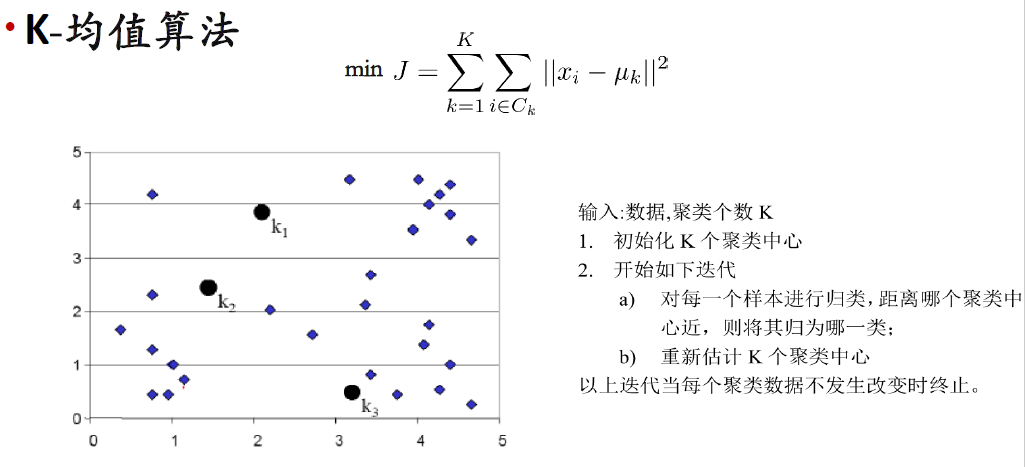 • K-均值算法
min J = \sum_{k=1}^{K} \sum_{i \in C_k} ||x_i - \mu_k||^2
5
4
3
2
1
0
0 1 2 3 4 5
k₁
k₂
k₃
输入:数据,聚类个数 K
1. 初始化 K 个聚类中心
2. 开始如下迭代
a) 对每一个样本进行归类，距离哪个聚类中
心近，则将其归为哪一类；
b) 重新估计 K 个聚类中心
以上迭代当每个聚类数据不发生改变时终止。